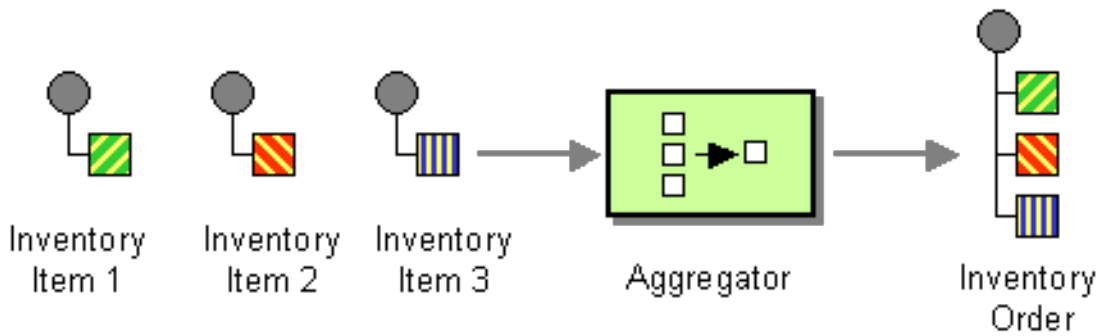 Inventory
Item 1
Inventory
Item 2
Inventory
Item 3
Aggregator
Inventory
Order